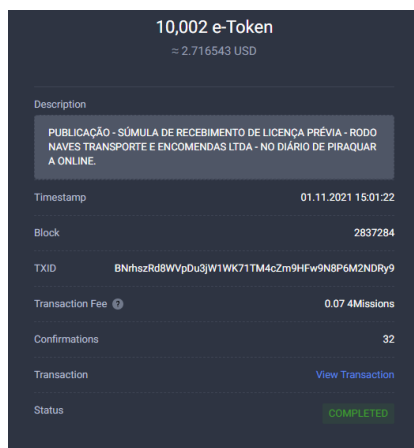 10,002 e-Token
≈ 2.716543 USD
Description
PUBLICAÇÃO - SÚMULA DE RECEBIMENTO DE LICENÇA PRÉVIA - RODO
NAVES TRANSPORTE E ENCOMENDAS LTDA - NO DIÁRIO DE PIRAQUAR
A ONLINE.
Timestamp 01.11.2021 15:01:22
Block 2837284
TXID BNrhszRd8WVpDu3jW1WK71TM4cZm9HFw9N8P6M2NDRy9
Transaction Fee ? 0.07 4Missions
Confirmations 32
Transaction View Transaction
Status COMPLETED